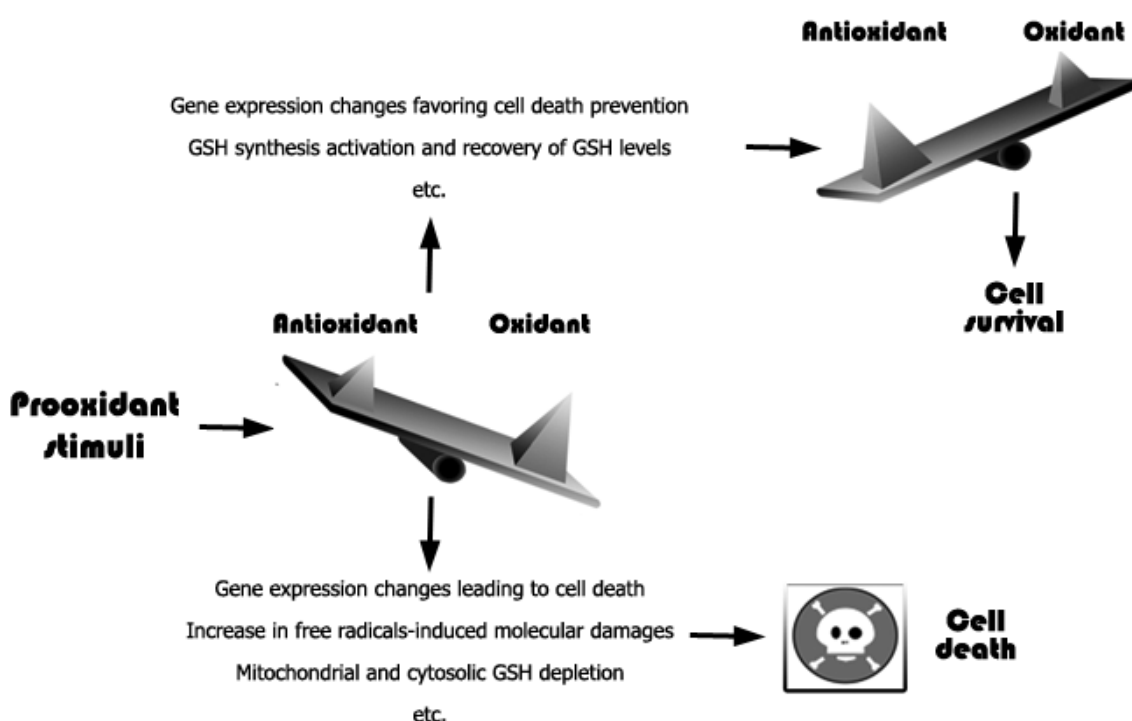 Antioxidant Oxidant
Gene expression changes favoring cell death prevention
GSH synthesis activation and recovery of GSH levels
etc.
Cell
survival
Antioxidant Oxidant
Prooxidant
stimuli
Gene expression changes leading to cell death
Increase in free radicals-induced molecular damages
Mitochondrial and cytosolic GSH depletion
etc.
Cell
death